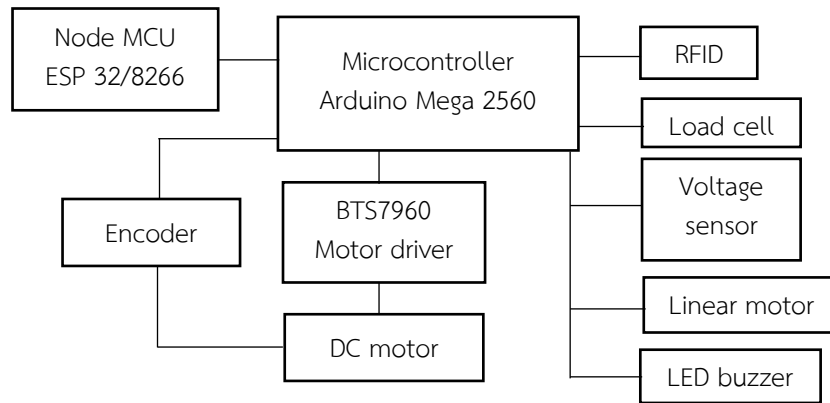 Node MCU
ESP 32/8266
Microcontroller
Arduino Mega 2560
RFID
Load cell
Voltage
sensor
Encoder
BTS7960
Motor driver
Linear motor
DC motor
LED buzzer